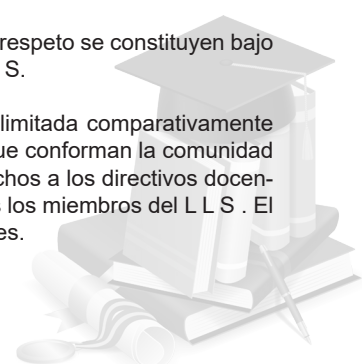 respeto se constituyen bajo
S.
limitada comparativamente
ue conforman la comunidad
chos a los directivos docen-
s los miembros del L L S . El
es.